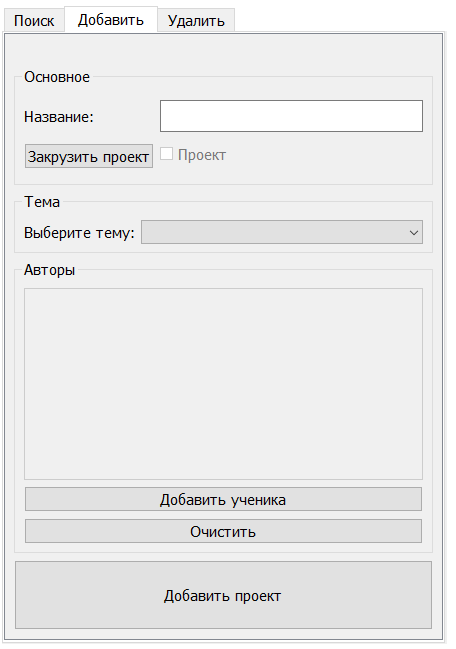 Поиск Добавить Удалить
Основное
Название:
Закрузить проект Проект
Тема
Выберите тему:
Авторы
Добавить ученика
Очистить
Добавить проект